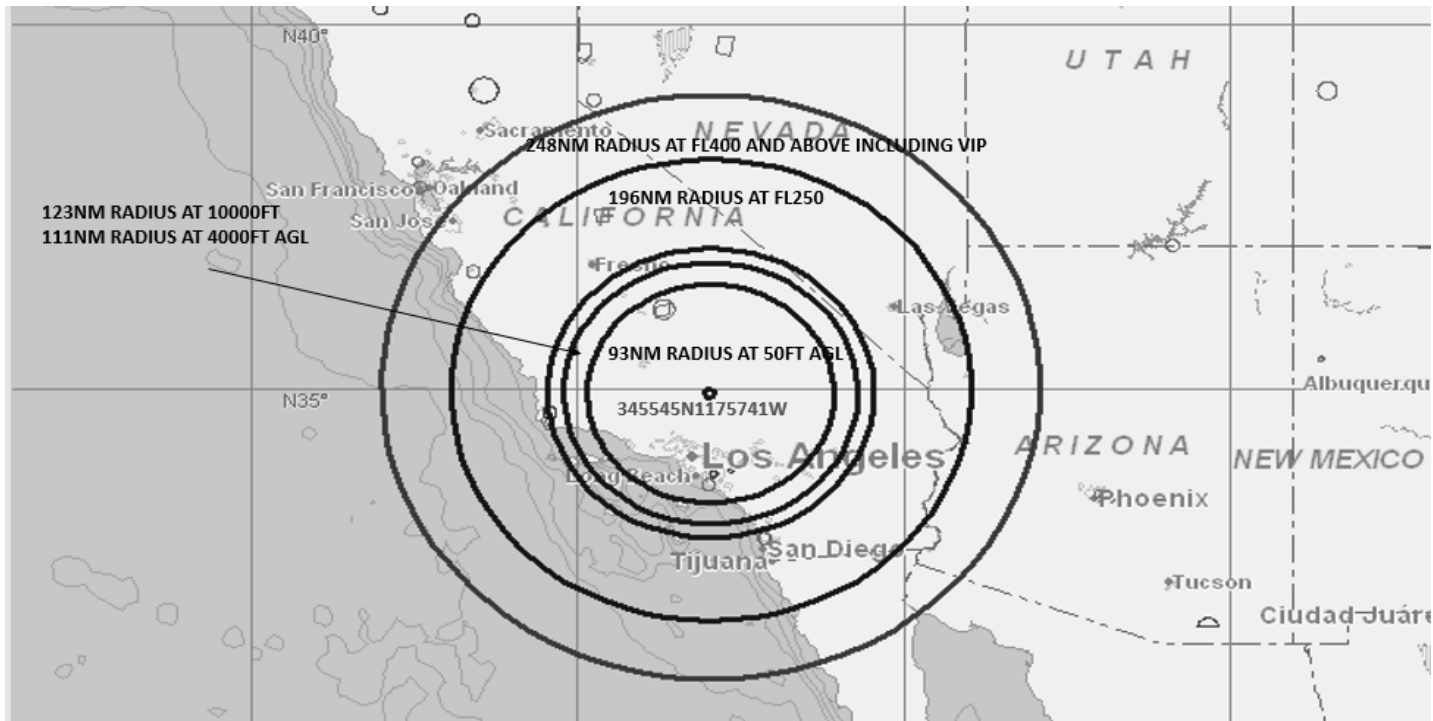 N40°
UTAH
Sacramento
NEVADA
248NM RADIUS AT FL400 AND ABOVE INCLUDING VIP
San Francisco
Oakland
196NM RADIUS AT FL250
123NM RADIUS AT 10000FT
111NM RADIUS AT 4000FT AGL
San Jose
CALIFORNIA
Fresno
Las Vegas
93NM RADIUS AT 50FT AGL
Albuquerqu
N35°
345545N1175741W
Los Angeles
ARIZONA
NEW MEXICO
Long Beach
Phoenix
San Diego
Tijuana
Tucson
Ciudad Juáre